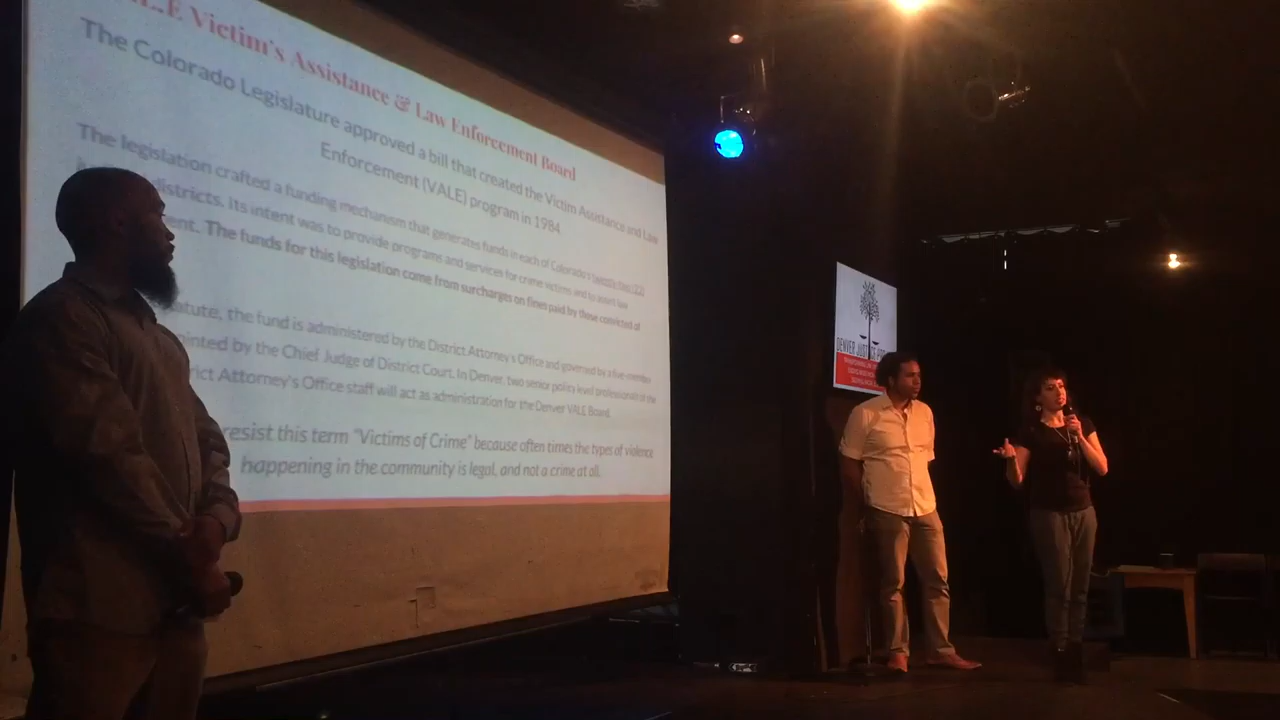 Victim's Assistance & Law Enforcement Board
The Colorado Legislature approved a bill that created the Victim Assistance and Law
Enforcement (VALE) program in 1984.
The legislation crafted a funding mechanism that generates funds in each of Colorado's twenty-two (22)
districts. Its intent was to provide programs and services for crime victims and to assist law
The funds for this legislation come from surcharges on fines paid by those convicted of
the fund is administered by the District Attorney's Office and governed by a five-member
by the Chief Judge of District Court. In Denver, two senior policy level professionals of the
Attorney's Office staff will act as administration for the Denver VALE Board.
resist this term "Victims of Crime" because often times the types of violence
happening in the community is legal, and not a crime at all.
DENVER JUSTICE